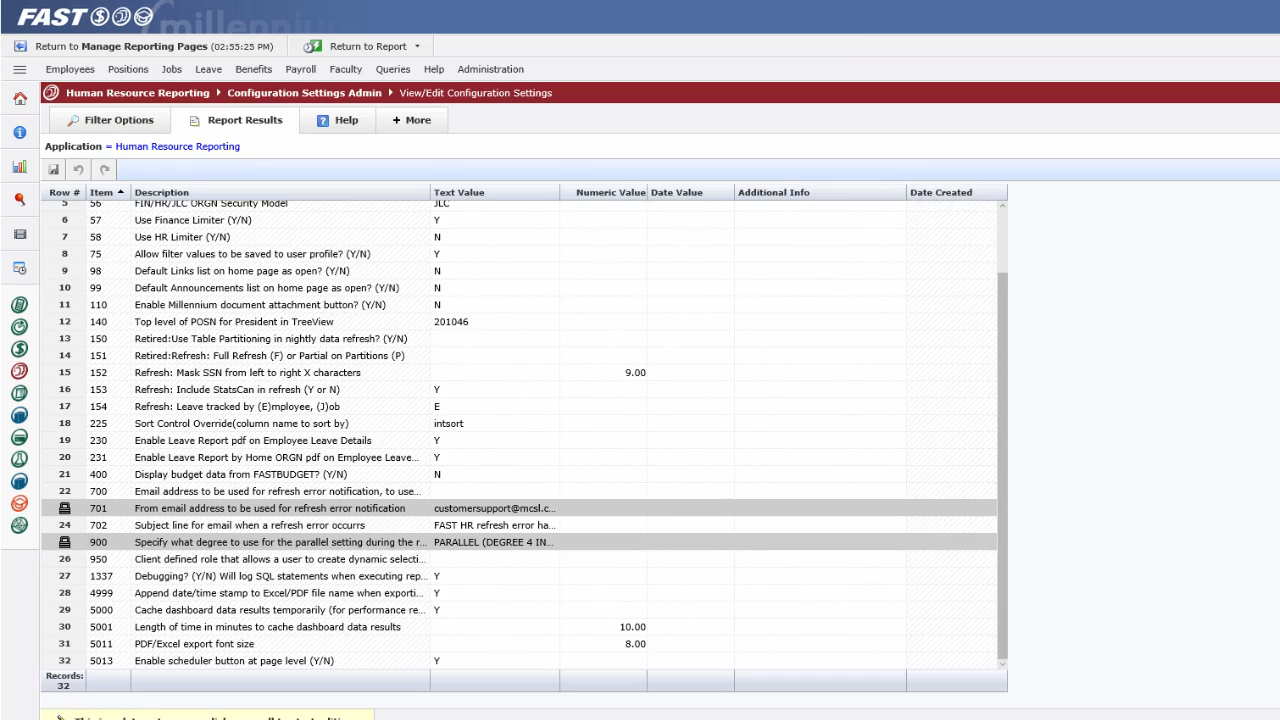 FAST
millennium
Return to Manage Reporting Pages (02:55:25 PM) Return to Report
Employees Positions Jobs Leave Benefits Payroll Faculty Queries Help Administration
Human Resource Reporting Configuration Settings Admin View/Edit Configuration Settings
Filter Options Report Results Help + More
Application = Human Resource Reporting
Row # Item Description Text Value Numeric Value Date Value Additional Info Date Created
5 56 FIN/HR/JLC ORGN Security Model JLC
6 57 Use Finance Limiter (Y/N) Y
7 58 Use HR Limiter (Y/N) N
8 75 Allow filter values to be saved to user profile? (Y/N) Y
9 98 Default Links list on home page as open? (Y/N) N
10 99 Default Announcements list on home page as open? (Y/N) N
11 110 Enable Millennium document attachment button? (Y/N) N
12 140 Top level of POSN for President in TreeView 201046
13 150 Retired:Use Table Partitioning in nightly data refresh? (Y/N)
14 151 Retired:Refresh: Full Refresh (F) or Partial on Partitions (P)
15 152 Refresh: Mask SSN from left to right X characters 9.00
16 153 Refresh: Include StatsCan in refresh (Y or N) Y
17 154 Refresh: Leave tracked by (E)mployee, (J)ob E
18 225 Sort Control Override(column name to sort by) intsort
19 230 Enable Leave Report pdf on Employee Leave Details Y
20 231 Enable Leave Report by Home ORGN pdf on Employee Leave... Y
21 400 Display budget data from FASTBUDGET? (Y/N) N
22 700 Email address to be used for refresh error notification, to use...
701 From email address to be used for refresh error notification customersupport@mcsl.c...
24 702 Subject line for email when a refresh error occurrs FAST HR refresh error ha...
900 Specify what degree to use for the parallel setting during the r... PARALLEL (DEGREE 4 IN...
26 950 Client defined role that allows a user to create dynamic selecti...
27 1337 Debugging? (Y/N) Will log SQL statements when executing rep... Y
28 4999 Append date/time stamp to Excel/PDF file name when exporti... Y
29 5000 Cache dashboard data results temporarily (for performance re... Y
30 5001 Length of time in minutes to cache dashboard data results 10.00
31 5011 PDF/Excel export font size 8.00
32 5013 Enable scheduler button at page level (Y/N) Y
Records:
32